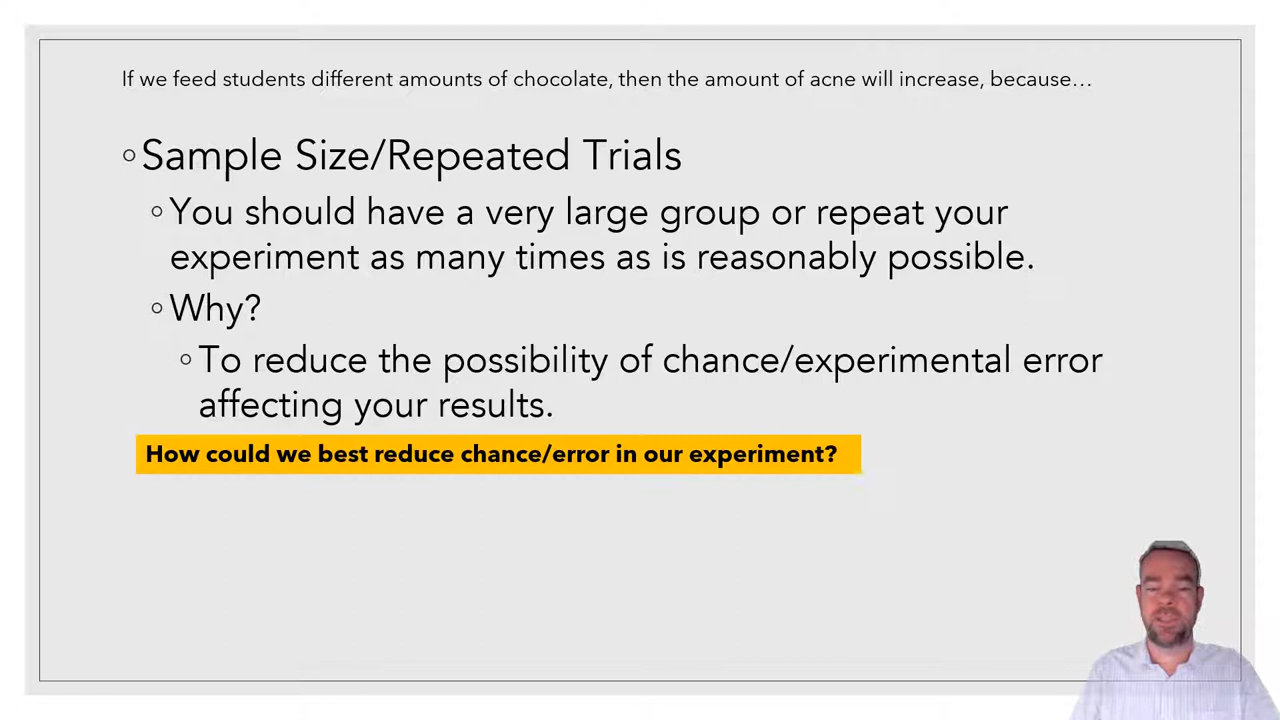 If we feed students different amounts of chocolate, then the amount of acne will increase, because…
◦Sample Size/Repeated Trials
◦You should have a very large group or repeat your
experiment as many times as is reasonably possible.
◦Why?
◦To reduce the possibility of chance/experimental error
affecting your results.
How could we best reduce chance/error in our experiment?